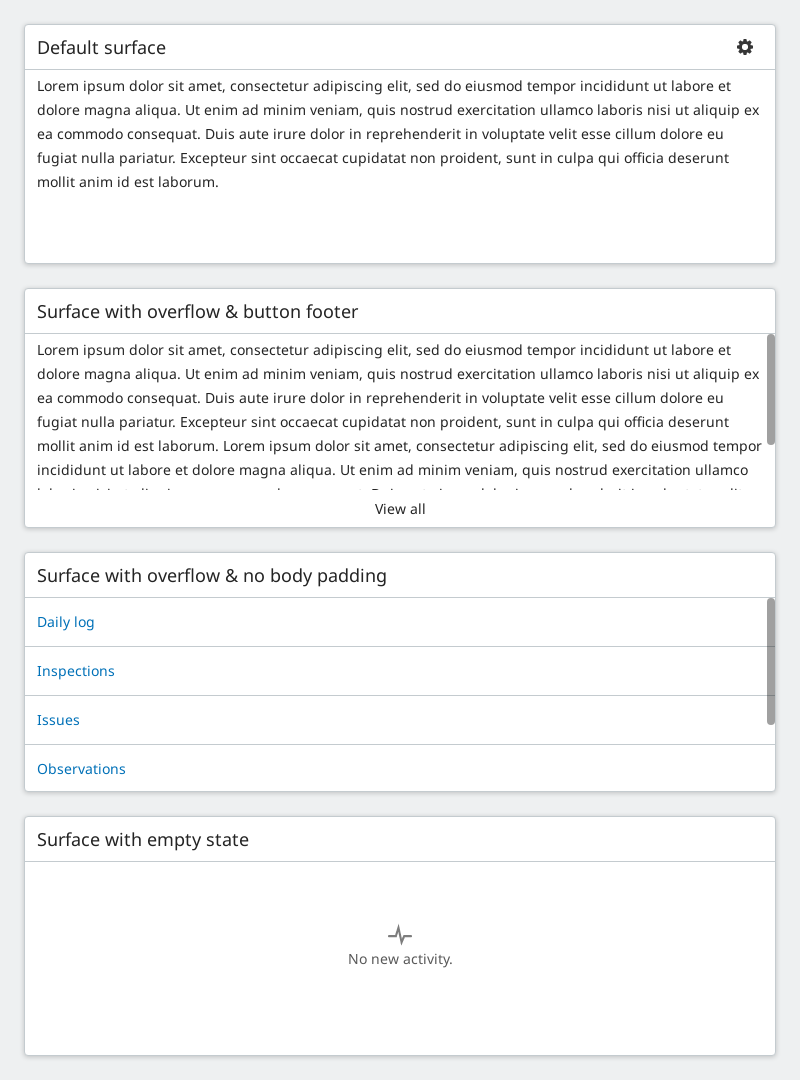 Default surface
Lorem ipsum dolor sit amet, consectetur adipiscing elit, sed do eiusmod tempor incididunt ut labore et
dolore magna aliqua. Ut enim ad minim veniam, quis nostrud exercitation ullamco laboris nisi ut aliquip ex
ea commodo consequat. Duis aute irure dolor in reprehenderit in voluptate velit esse cillum dolore eu
fugiat nulla pariatur. Excepteur sint occaecat cupidatat non proident, sunt in culpa qui officia deserunt
mollit anim id est laborum.
Surface with overflow & button footer
Lorem ipsum dolor sit amet, consectetur adipiscing elit, sed do eiusmod tempor incididunt ut labore et
dolore magna aliqua. Ut enim ad minim veniam, quis nostrud exercitation ullamco laboris nisi ut aliquip ex
ea commodo consequat. Duis aute irure dolor in reprehenderit in voluptate velit esse cillum dolore eu
fugiat nulla pariatur. Excepteur sint occaecat cupidatat non proident, sunt in culpa qui officia deserunt
mollit anim id est laborum. Lorem ipsum dolor sit amet, consectetur adipiscing elit, sed do eiusmod tempor
incididunt ut labore et dolore magna aliqua. Ut enim ad minim veniam, quis nostrud exercitation ullamco
View all
Surface with overflow & no body padding
Daily log
Inspections
Issues
Observations
Surface with empty state
No new activity.